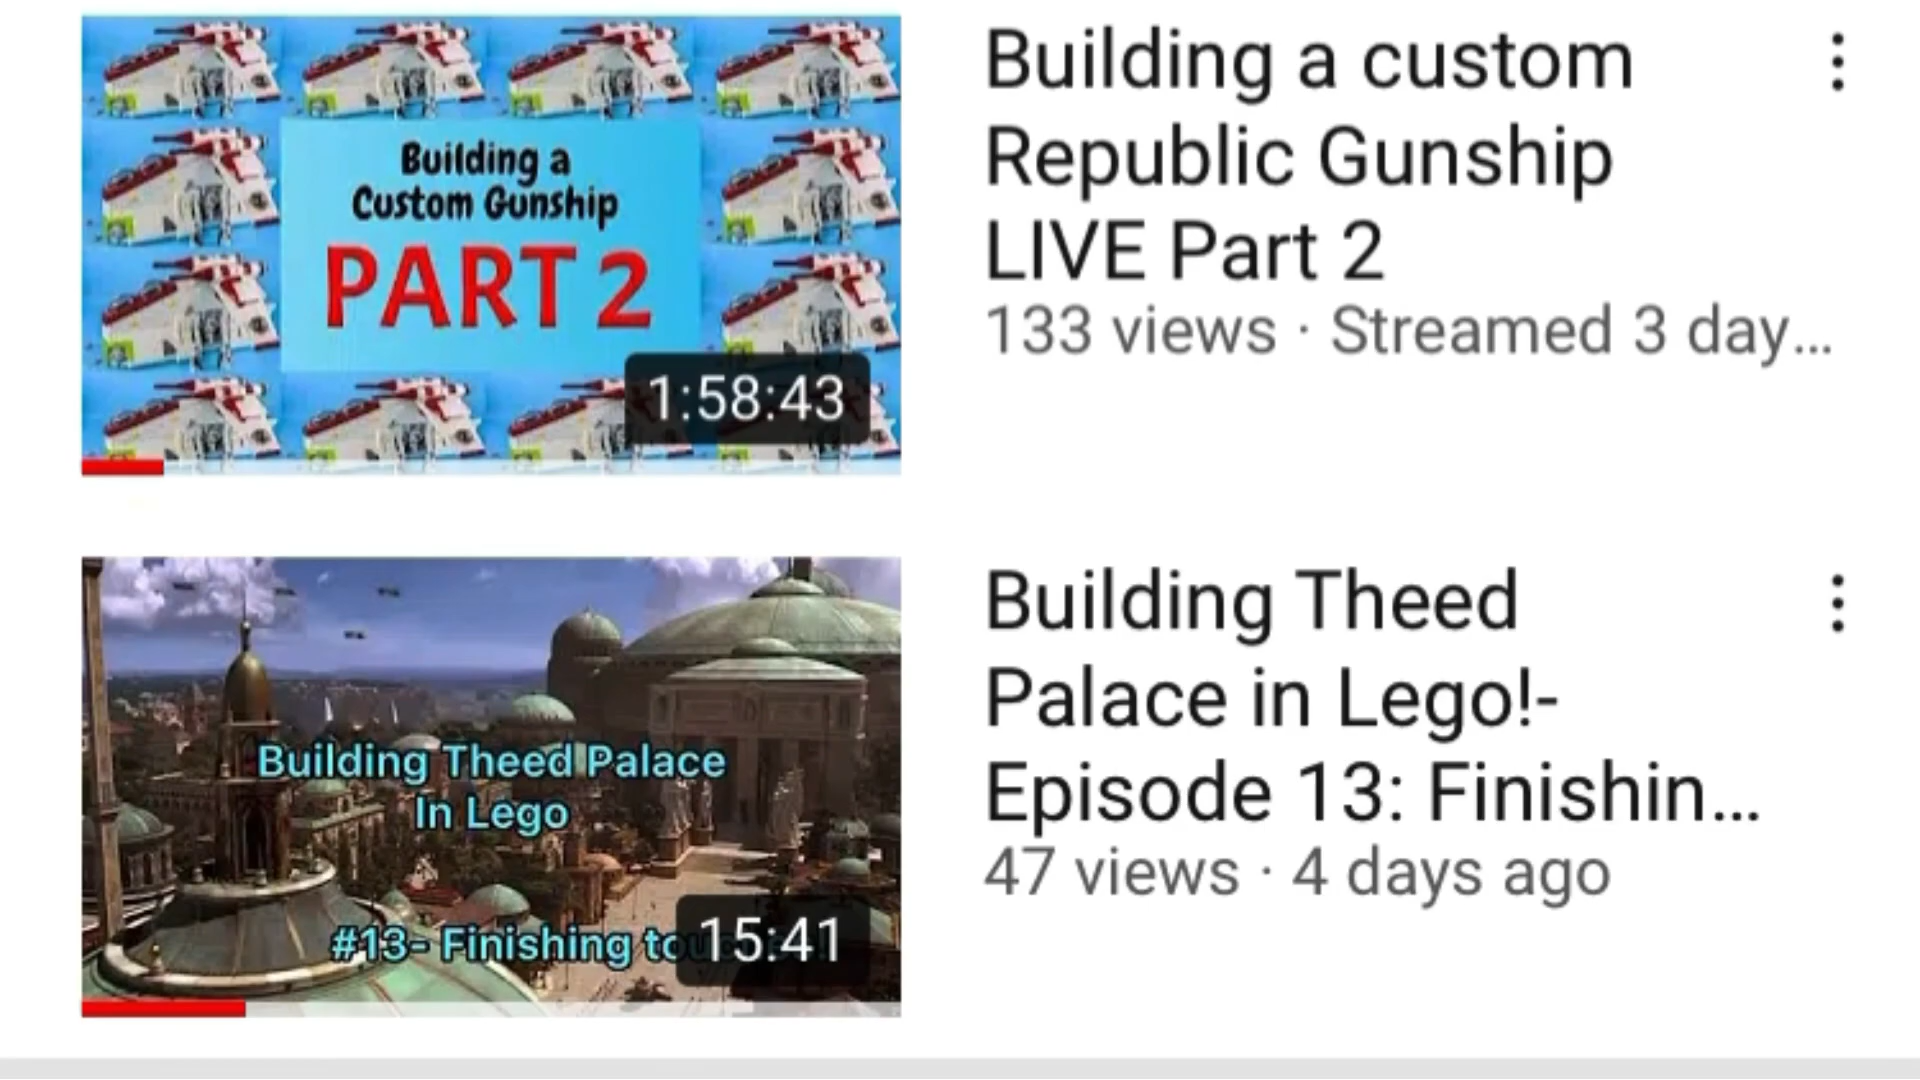 Building a
Custom Gunship
PART 2
1:58:43
Building a custom
Republic Gunship
LIVE Part 2
133 views · Streamed 3 day...
Building Theed Palace
In Lego
#13- Finishing
15:41
Building Theed
Palace in Lego!-
Episode 13: Finishin...
47 views · 4 days ago